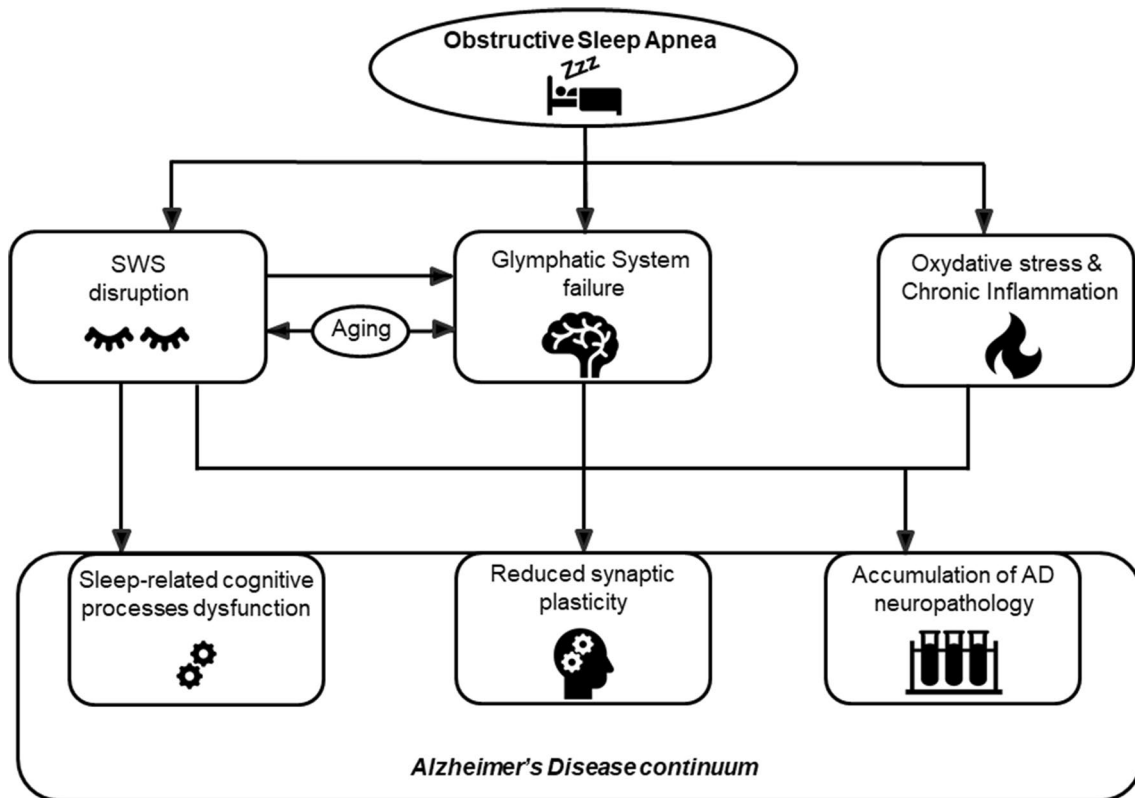 Obstructive Sleep Apnea
Zzz
SWS
disruption
Glymphatic System
failure
Oxydative stress &
Chronic Inflammation
Aging
Sleep-related cognitive
processes dysfunction
Reduced synaptic
plasticity
Accumulation of AD
neuropathology
Alzheimer's Disease continuum